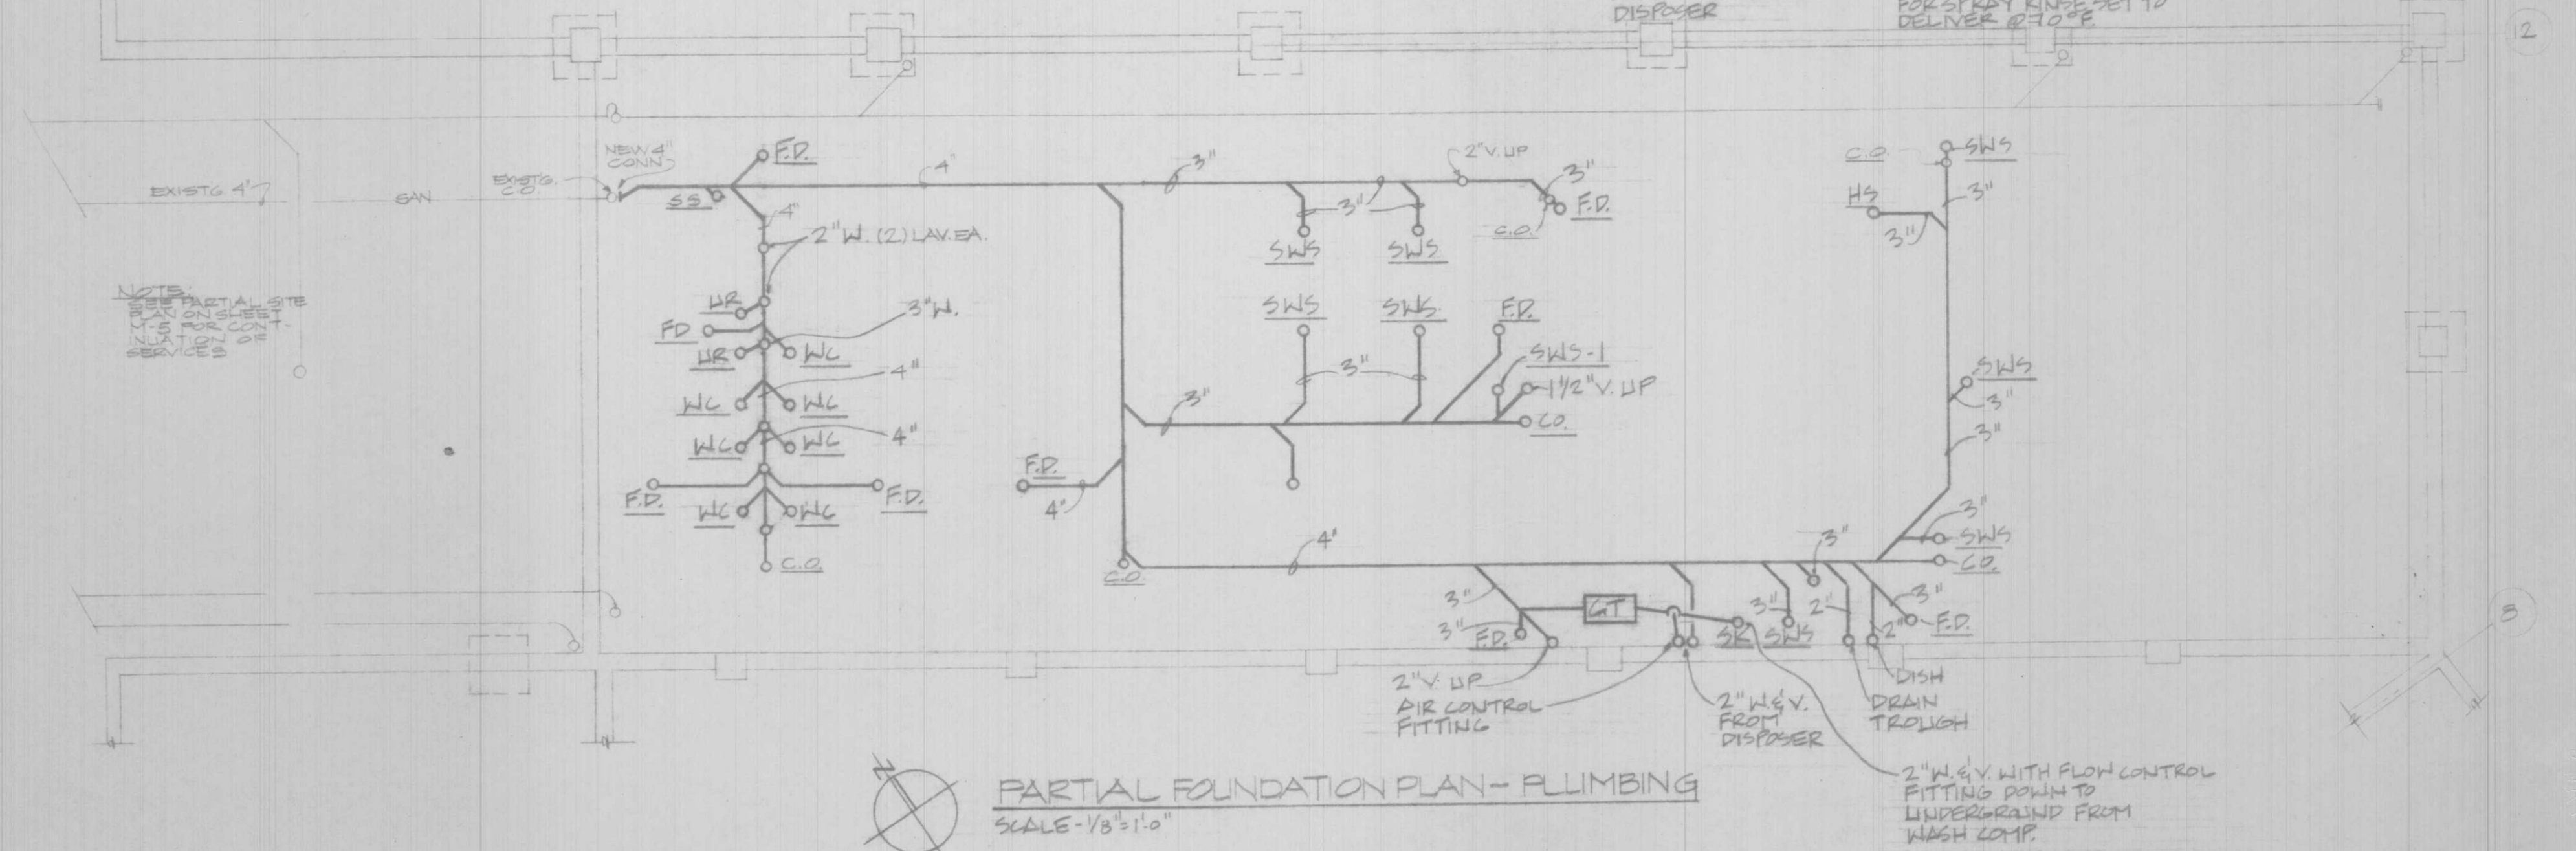 DISPOSER
FOR SPRAY RINSE SET TO
DELIVER @ 70°F.
12
NEW 4"
CONN
EXIST'G.
C.O.
EXIST'G 4"
SAN
F.D.
SS
4"
4"
2" W. (2) LAV. EA.
3"
2" V. UP
3"
F.D.
C.O.
3"
SWS
SWS
C.O.
SWS
3"
HS
3"
NOTE:
SEE PARTIAL SITE
PLAN ON SHEET
M-5 FOR CONT-
INUATION OF
SERVICES
UR
FD
UR
3" W.
WC
4"
WC
WC
4"
WC
WC
F.D.
WC
WC
F.D.
C.O.
SWS
SWS
F.D.
3"
SWS-1
1 1/2" V. UP
3"
CO.
F.D.
4"
C.O.
4"
SWS
3"
3"
3"
SWS
CO.
3"
3"
3"
F.D.
GT
SK
3"
SWS
2"
2"
3"
F.D.
8
2" V. UP
AIR CONTROL
FITTING
2" W. & V.
FROM
DISPOSER
DISH
DRAIN
TROUGH
2" W. & V. WITH FLOW CONTROL
FITTING DOWN TO
UNDERGROUND FROM
WASH COMP.
N
PARTIAL FOUNDATION PLAN - PLUMBING
SCALE - 1/8" = 1'-0"